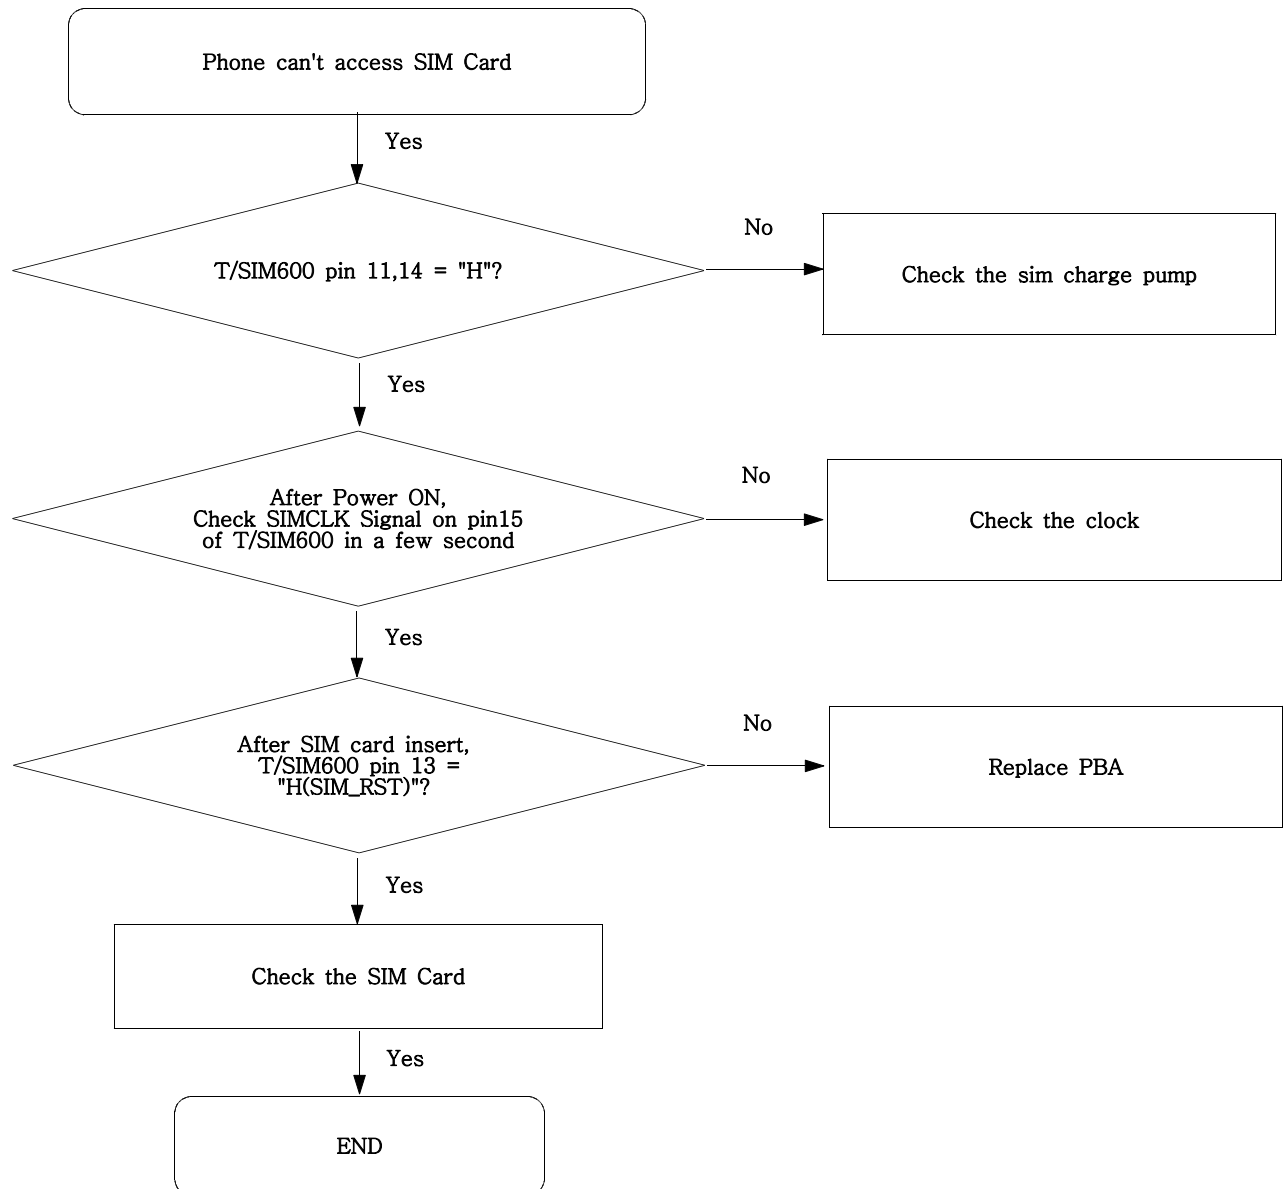 Phone can't access SIM Card
Yes
T/SIM600 pin 11,14 = "H"?
No
Check the sim charge pump
Yes
After Power ON,
Check SIMCLK Signal on pin15
of T/SIM600 in a few second
No
Check the clock
Yes
After SIM card insert,
T/SIM600 pin 13 =
"H(SIM_RST)"?
No
Replace PBA
Yes
Check the SIM Card
Yes
END